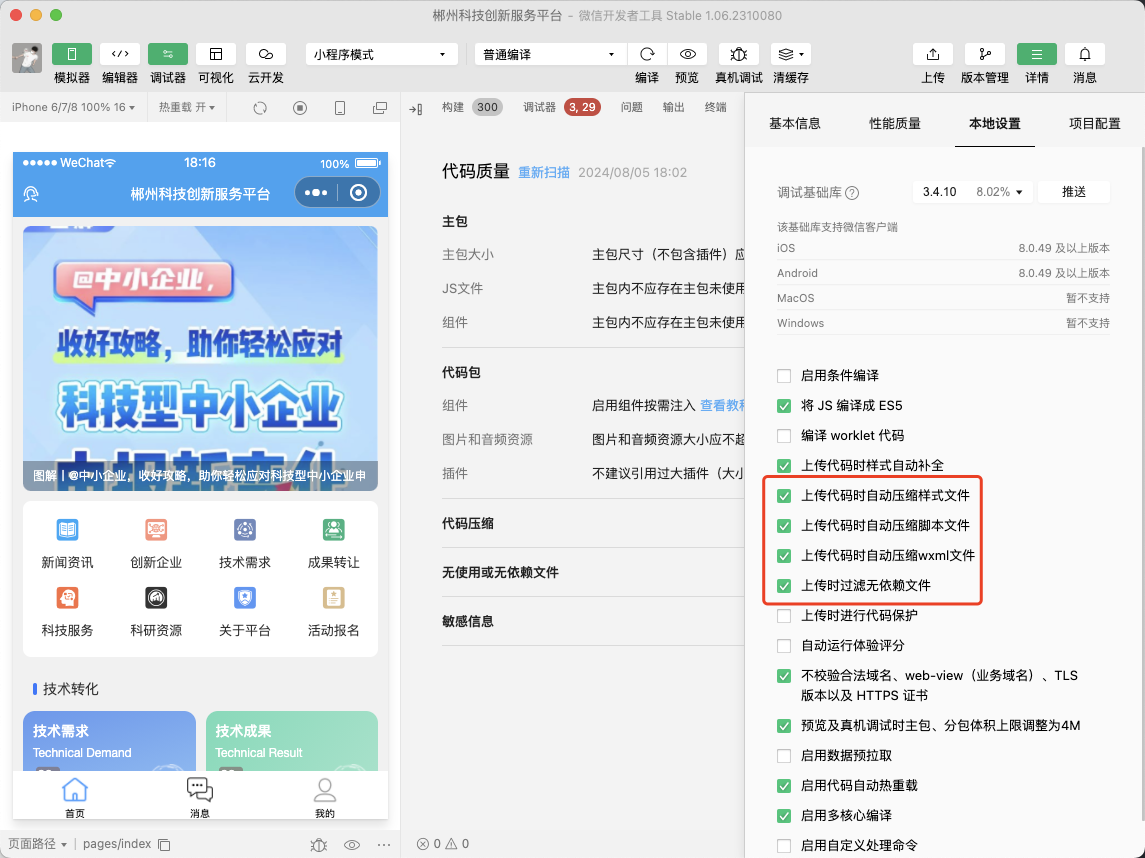 郴州科技创新服务平台 - 微信开发者工具 Stable 1.06.2310080
模拟器 编辑器 调试器 可视化 云开发
小程序模式
普通编译
编译 预览 真机调试 清缓存
上传 版本管理 详情 消息
iPhone 6/7/8 100% 16
热重载 开
构建 300 调试器 3, 29 问题 输出 终端
WeChat 18:16 100%
郴州科技创新服务平台
@中小企业，
收好攻略，助你轻松应对
科技型中小企业
图解丨@中小企业，收好攻略，助你轻松应对科技型中小企业申
新闻资讯 创新企业 技术需求 成果转让
科技服务 科研资源 关于平台 活动报名
技术转化
技术需求
Technical Demand
技术成果
Technical Result
首页 消息 我的
页面路径 pages/index
代码质量 重新扫描 2024/08/05 18:02
主包
主包大小 主包尺寸（不包含插件）应
JS文件 主包内不应存在主包未使用
组件 主包内不应存在主包未使用
代码包
组件 启用组件按需注入 查看教程
图片和音频资源 图片和音频资源大小应不超
插件 不建议引用过大插件（大小
代码压缩
无使用或无依赖文件
敏感信息
0 0
基本信息 性能质量 本地设置 项目配置
调试基础库 ? 3.4.10 8.02% 推送
该基础库支持微信客户端
iOS 8.0.49 及以上版本
Android 8.0.49 及以上版本
MacOS 暂不支持
Windows 暂不支持
启用条件编译
将 JS 编译成 ES5
编译 worklet 代码
上传代码时样式自动补全
上传代码时自动压缩样式文件
上传代码时自动压缩脚本文件
上传代码时自动压缩wxml文件
上传时过滤无依赖文件
上传时进行代码保护
自动运行体验评分
不校验合法域名、web-view（业务域名）、TLS
版本以及 HTTPS 证书
预览及真机调试时主包、分包体积上限调整为4M
启用数据预拉取
启用代码自动热重载
启用多核心编译
启用自定义处理命令